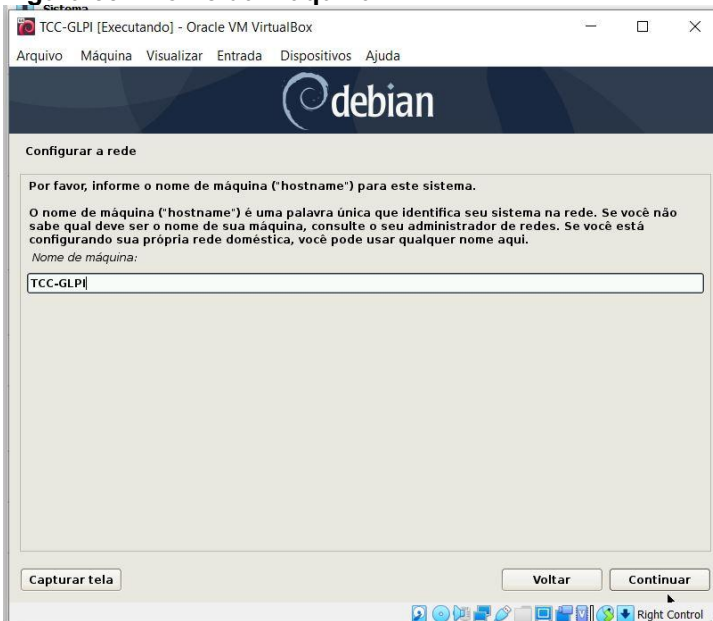 Sistema
TCC-GLPI [Executando] - Oracle VM VirtualBox
Arquivo Máquina Visualizar Entrada Dispositivos Ajuda
debian
Configurar a rede
Por favor, informe o nome de máquina ("hostname") para este sistema.
O nome de máquina ("hostname") é uma palavra única que identifica seu sistema na rede. Se você não
sabe qual deve ser o nome de sua máquina, consulte o seu administrador de redes. Se você está
configurando sua própria rede doméstica, você pode usar qualquer nome aqui.
Nome de máquina:
TCC-GLPI
Capturar tela
Voltar
Continuar
Right Control